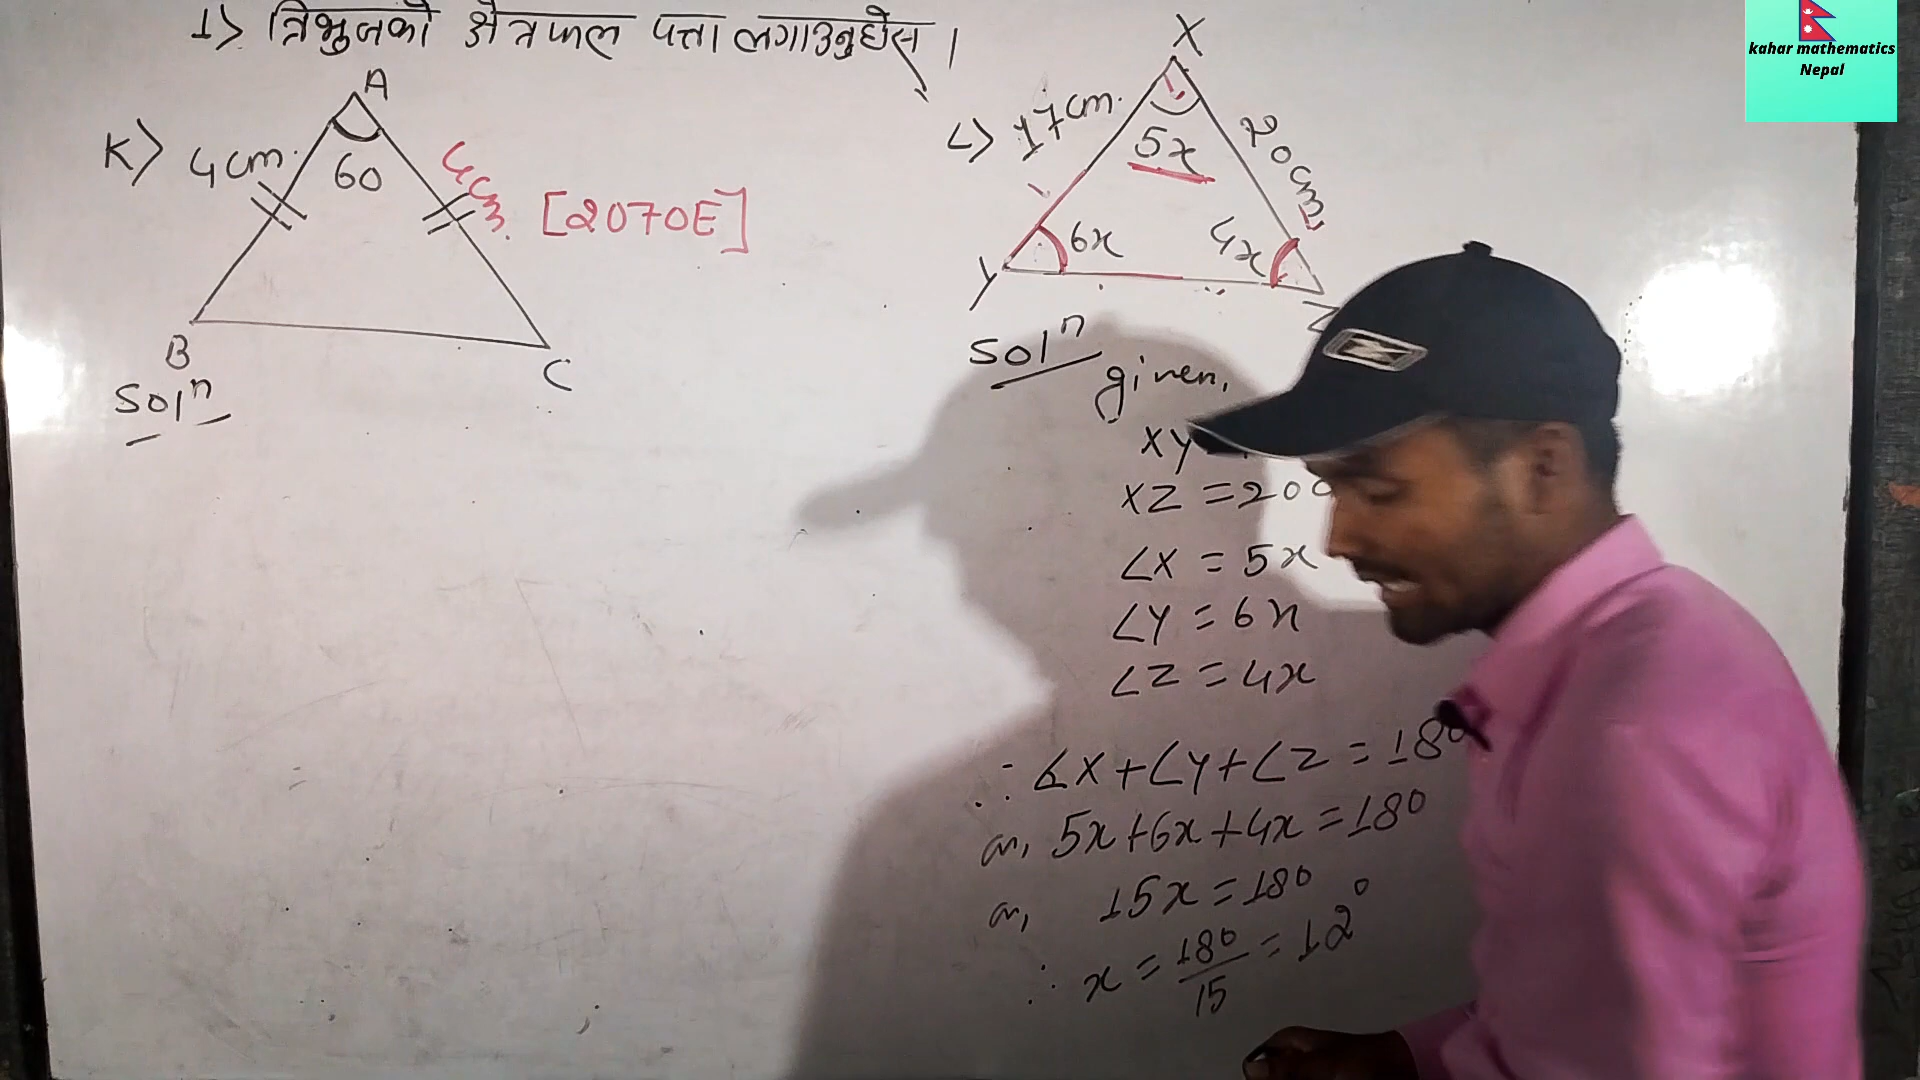 1> त्रिभुजको क्षेत्रफल पत्ता लगाउनुहोस।
kahar mathematics
Nepal
K>
A
4cm.
60
4cm.
[2070E]
B
C
Solⁿ
L>
X
17cm.
5x
20cm.
6x
4x
Y
Z
Solⁿ
given,
XY
XZ = 20
∠X = 5x
∠Y = 6x
∠Z = 4x
∴ ∠X+∠Y+∠Z = 180
or, 5x+6x+4x = 180
or, 15x = 180
∴ x = 180/15 = 12°